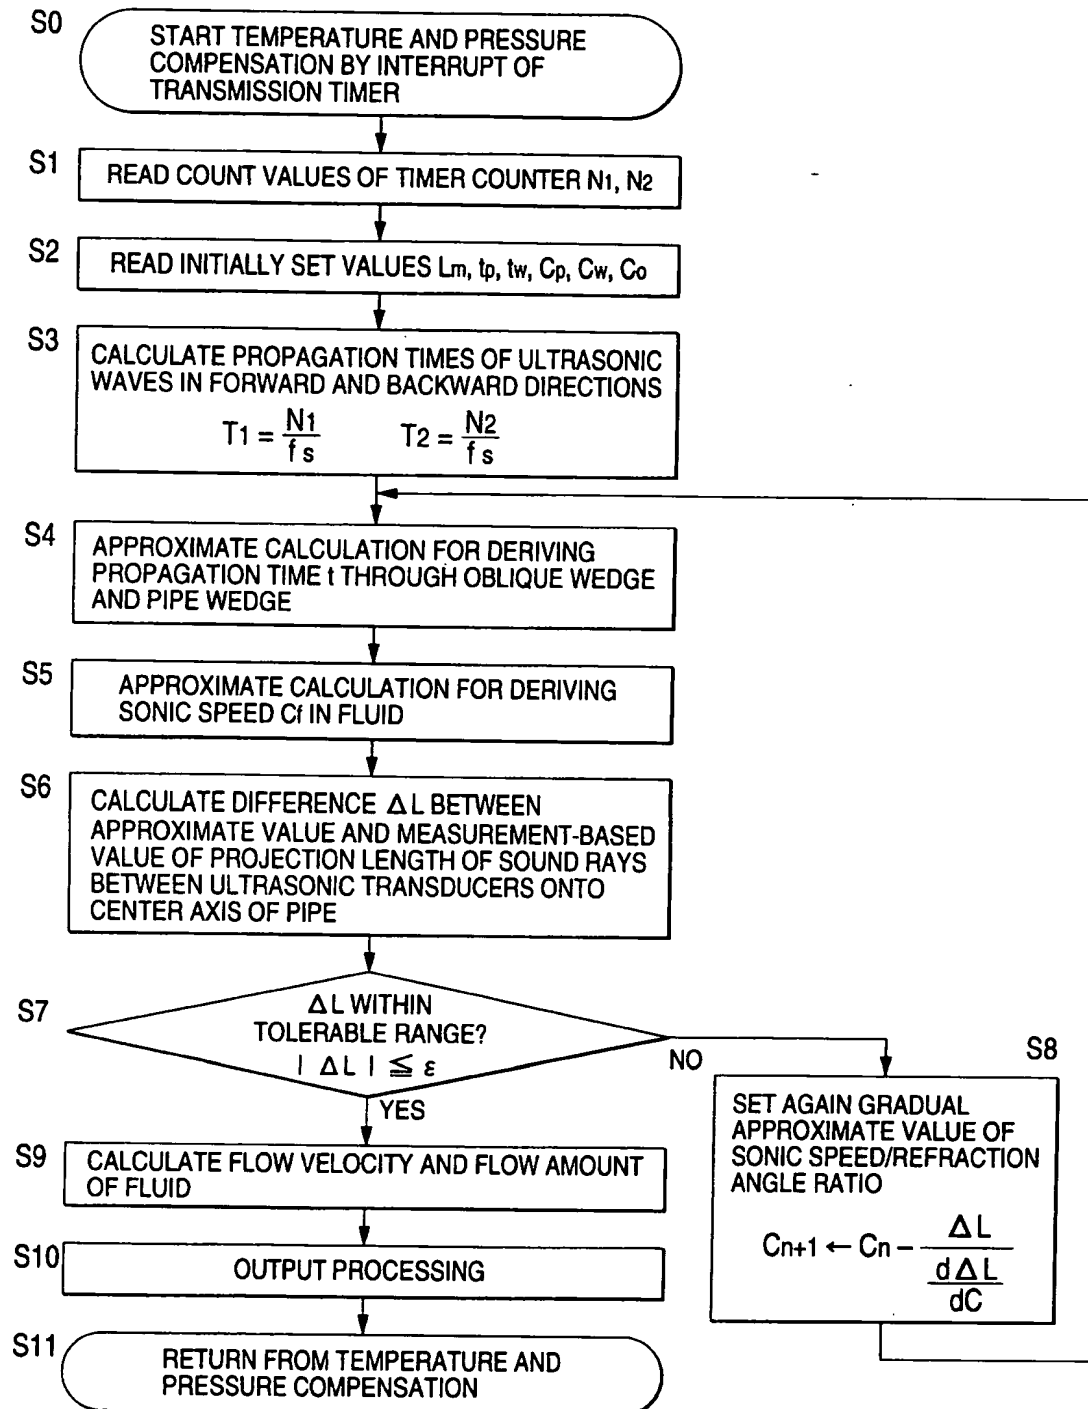 S0
START TEMPERATURE AND PRESSURE
COMPENSATION BY INTERRUPT OF
TRANSMISSION TIMER
S1
READ COUNT VALUES OF TIMER COUNTER N1, N2
S2
READ INITIALLY SET VALUES Lm, tp, tw, Cp, Cw, Co
S3
CALCULATE PROPAGATION TIMES OF ULTRASONIC
WAVES IN FORWARD AND BACKWARD DIRECTIONS
T1 = N1 / fs    T2 = N2 / fs
S4
APPROXIMATE CALCULATION FOR DERIVING
PROPAGATION TIME t THROUGH OBLIQUE WEDGE
AND PIPE WEDGE
S5
APPROXIMATE CALCULATION FOR DERIVING
SONIC SPEED Cf IN FLUID
S6
CALCULATE DIFFERENCE ΔL BETWEEN
APPROXIMATE VALUE AND MEASUREMENT-BASED
VALUE OF PROJECTION LENGTH OF SOUND RAYS
BETWEEN ULTRASONIC TRANSDUCERS ONTO
CENTER AXIS OF PIPE
S7
ΔL WITHIN
TOLERABLE RANGE?
| ΔL | ≦ ε
NO
YES
S8
SET AGAIN GRADUAL
APPROXIMATE VALUE OF
SONIC SPEED/REFRACTION
ANGLE RATIO
Cn+1 ← Cn – ΔL / (dΔL / dC)
S9
CALCULATE FLOW VELOCITY AND FLOW AMOUNT
OF FLUID
S10
OUTPUT PROCESSING
S11
RETURN FROM TEMPERATURE AND
PRESSURE COMPENSATION